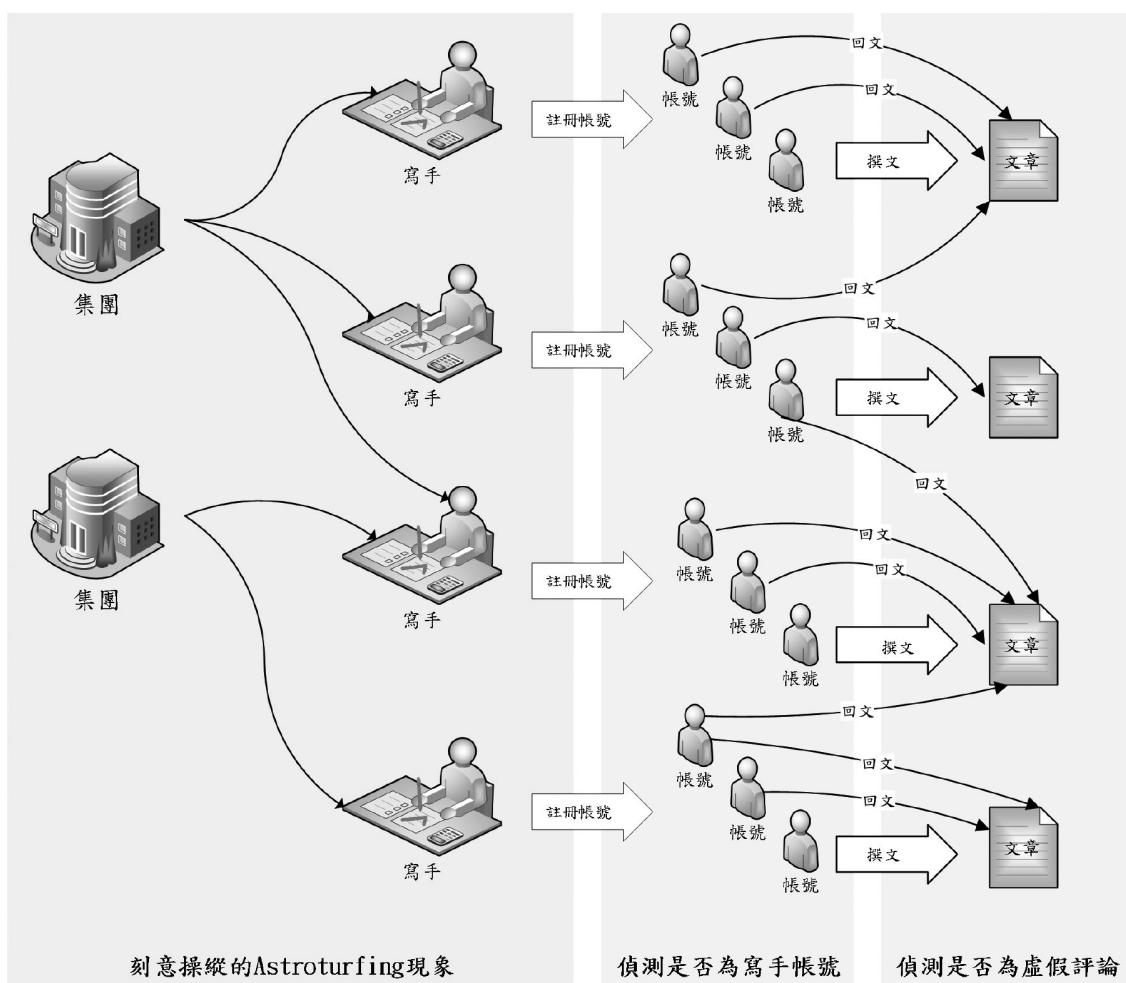 回文
帳號
回文
寫手
註冊帳號
帳號
撰文
文章
帳號
集團
回文
帳號
回文
寫手
註冊帳號
帳號
撰文
文章
帳號
回文
集團
回文
帳號
回文
寫手
註冊帳號
帳號
撰文
文章
帳號
回文
帳號
回文
回文
寫手
註冊帳號
帳號
撰文
文章
帳號
刻意操縱的Astroturfing現象
偵測是否為寫手帳號
偵測是否為虛假評論